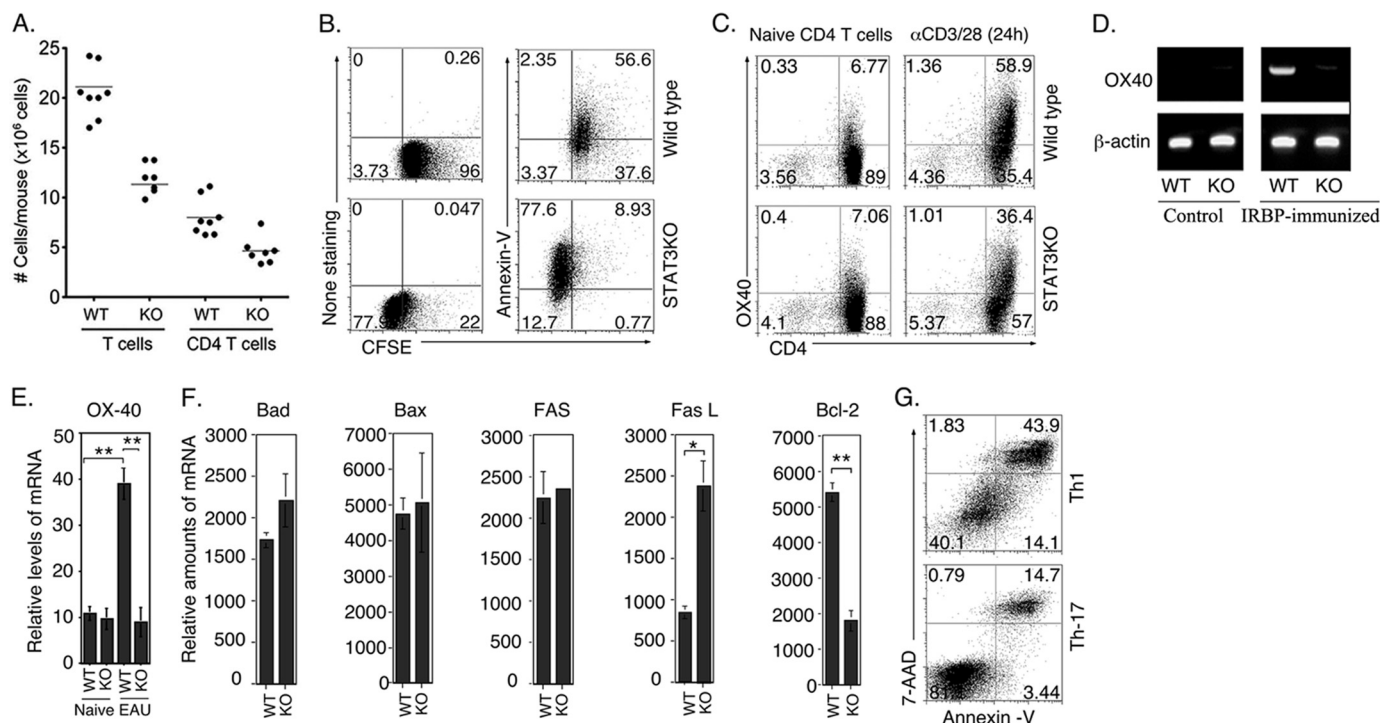 A.
# Cells/mouse (x10⁶ cells)
25
20
15
10
5
0
WT KO WT KO
T cells CD4 T cells
B.
None staining
0 0.26
3.73 96
0 0.047
22
Annexin-V
2.35 56.6
3.37 37.6
77.6 8.93
12.7 0.77
Wild type
STAT3KO
CFSE
C.
Naive CD4 T cells αCD3/28 (24h)
0.33 6.77
3.56 89
1.36 58.9
4.36 35.4
0.4 7.06
4.1 88
1.01 36.4
5.37 57
Wild type
STAT3KO
OX40
CD4
D.
OX40
β-actin
WT KO WT KO
Control IRBP-immunized
E.
OX-40
Relative levels of mRNA
50
40
30
20
10
0
** **
WT KO WT KO
Naive EAU
F.
Relative amounts of mRNA
Bad
3000
2500
2000
1500
1000
500
0
WT KO
Bax
7000
6000
5000
4000
3000
2000
1000
0
WT KO
FAS
3000
2500
2000
1500
1000
500
0
WT KO
Fas L
3000
2500
2000
1500
1000
500
0
*
WT KO
Bcl-2
7000
6000
5000
4000
3000
2000
1000
0
**
WT KO
G.
1.83 43.9
40.1 14.1
Th1
0.79 14.7
3.44
Th-17
7-AAD
Annexin -V